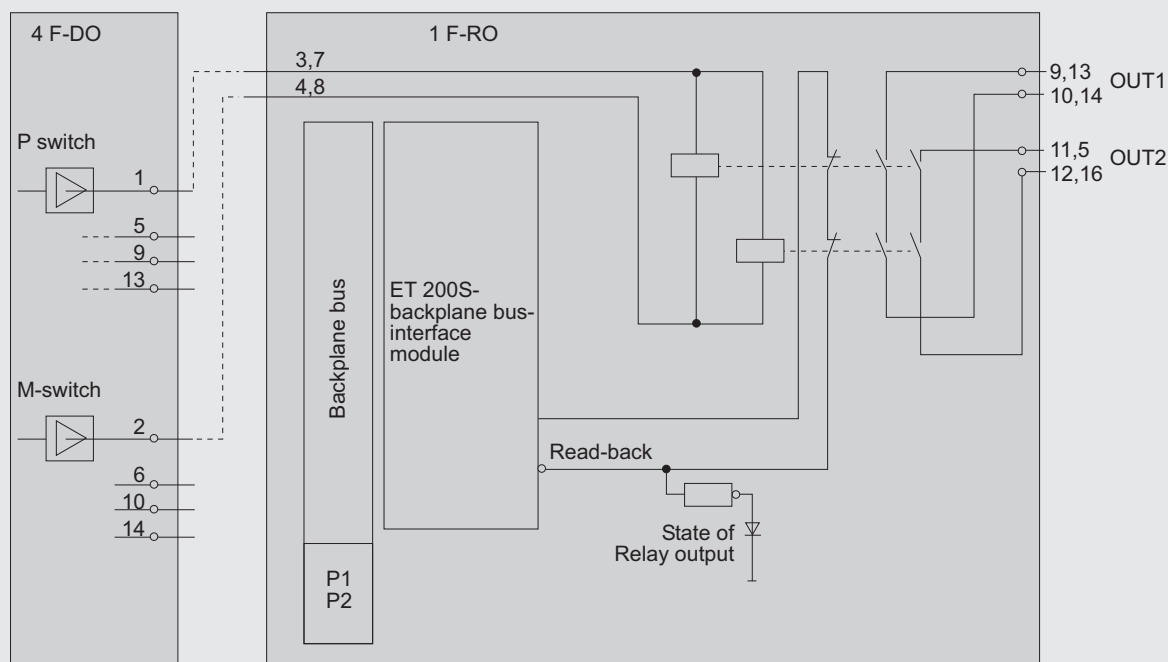 4 F-DO
1 F-RO
3,7
4,8
9,13
OUT1
10,14
11,5
OUT2
12,16
P switch
1
5
9
13
Backplane bus
ET 200S-
backplane bus-
interface
module
M-switch
2
6
10
14
Read-back
State of
Relay output
P1
P2